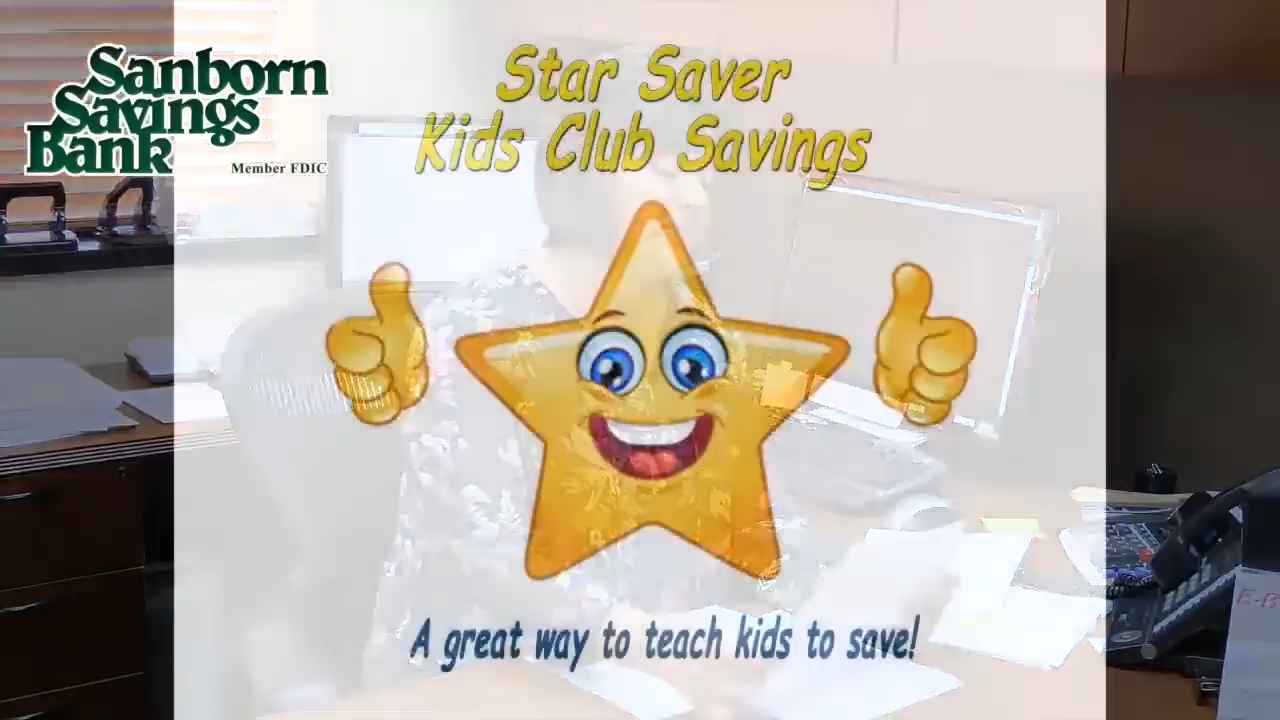 Sanborn
Savings
Bank
Member FDIC
Star Saver
Kids Club Savings
A great way to teach kids to save!
E-B